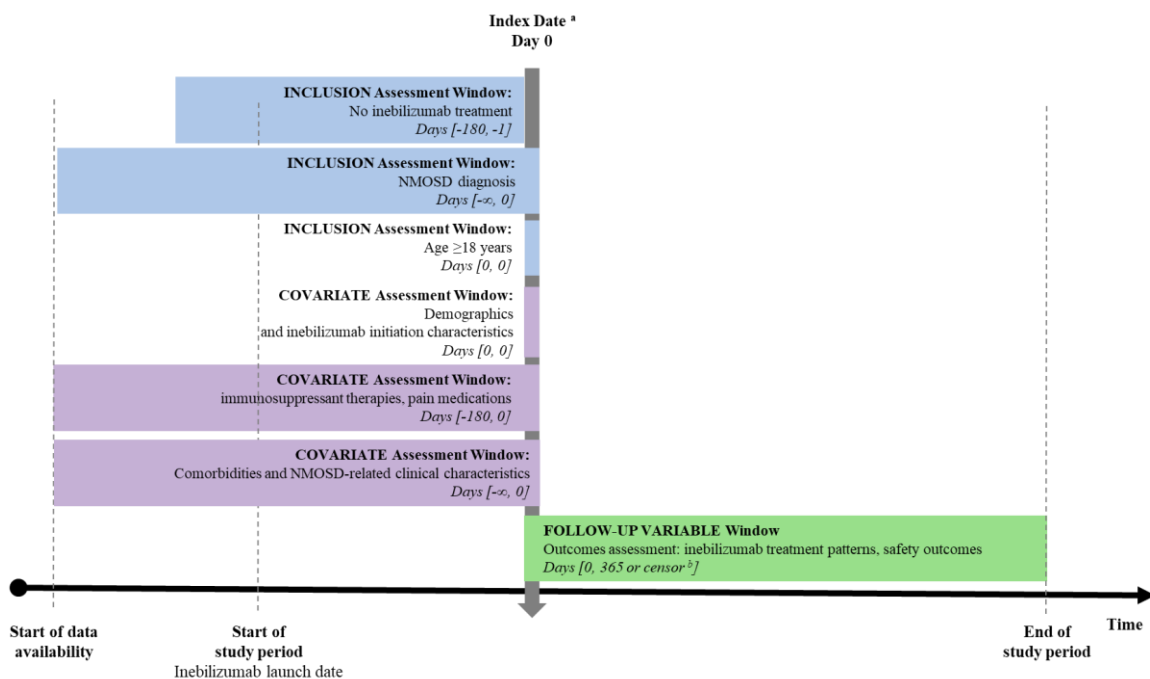 Index Date ᵃ
Day 0
INCLUSION Assessment Window:
No inebilizumab treatment
Days [-180, -1]
INCLUSION Assessment Window:
NMOSD diagnosis
Days [-∞, 0]
INCLUSION Assessment Window:
Age ≥18 years
Days [0, 0]
COVARIATE Assessment Window:
Demographics
and inebilizumab initiation characteristics
Days [0, 0]
COVARIATE Assessment Window:
immunosuppressant therapies, pain medications
Days [-180, 0]
COVARIATE Assessment Window:
Comorbidities and NMOSD-related clinical characteristics
Days [-∞, 0]
FOLLOW-UP VARIABLE Window
Outcomes assessment: inebilizumab treatment patterns, safety outcomes
Days [0, 365 or censor ᵇ]
Start of data
availability
Start of
study period
Inebilizumab launch date
End of
study period
Time